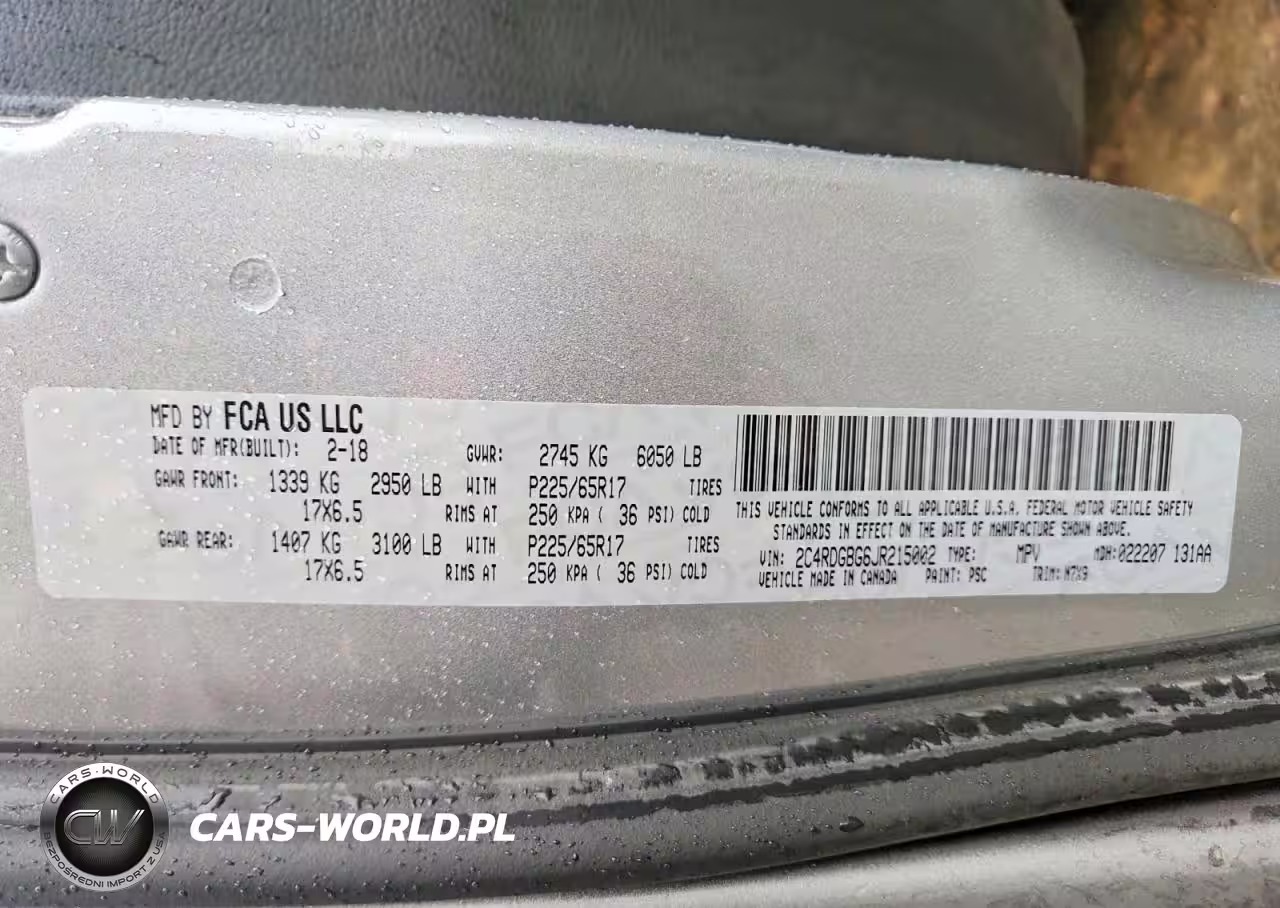 MFD BY FCA US LLC
DATE OF MFR(BUILT): 2-18 GVWR: 2745 KG 6050 LB
GAWR FRONT: 1339 KG 2950 LB WITH P225/65R17 TIRES
17X6.5 RIMS AT 250 KPA ( 36 PSI) COLD
GAWR REAR: 1407 KG 3100 LB WITH P225/65R17 TIRES
17X6.5 RIMS AT 250 KPA ( 36 PSI) COLD
THIS VEHICLE CONFORMS TO ALL APPLICABLE U.S.A. FEDERAL MOTOR VEHICLE SAFETY
STANDARDS IN EFFECT ON THE DATE OF MANUFACTURE SHOWN ABOVE.
VIN: 2C4RDGBG6JR215002 TYPE: MPV MDH:022207 131AA
VEHICLE MADE IN CANADA PAINT: PSC TRIM: M7X9
CARS-WORLD
CW
BEZPOŚREDNI IMPORT Z USA
CARS-WORLD.PL